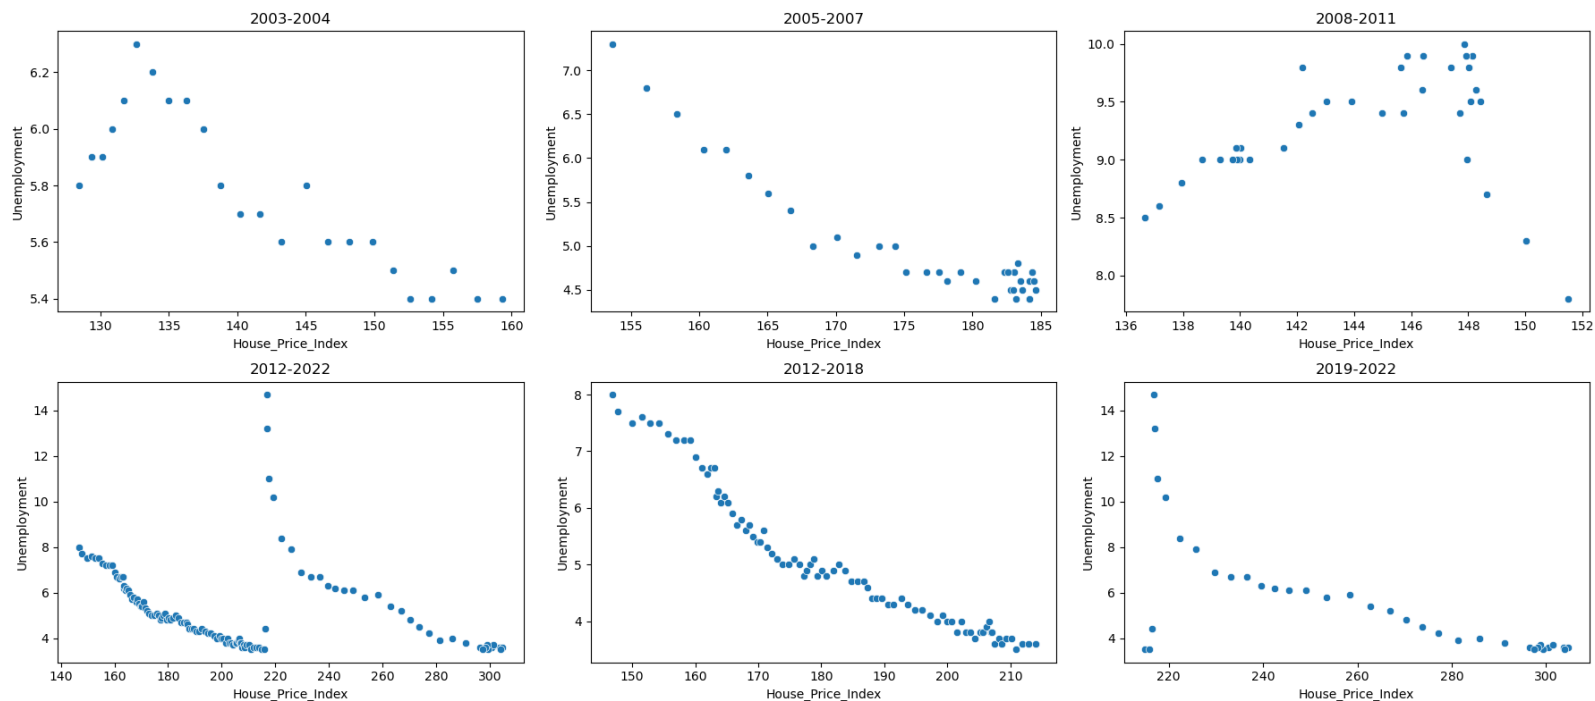 2003-2004
2005-2007
2008-2011
Unemployment
6.2
6.0
5.8
5.6
5.4
130 135 140 145 150 155 160
House_Price_Index
Unemployment
7.0
6.5
6.0
5.5
5.0
4.5
155 160 165 170 175 180 185
House_Price_Index
Unemployment
10.0
9.5
9.0
8.5
8.0
136 138 140 142 144 146 148 150 152
House_Price_Index
2012-2022
2012-2018
2019-2022
Unemployment
14
12
10
8
6
4
140 160 180 200 220 240 260 280 300
House_Price_Index
Unemployment
8
7
6
5
4
150 160 170 180 190 200 210
House_Price_Index
Unemployment
14
12
10
8
6
4
220 240 260 280 300
House_Price_Index